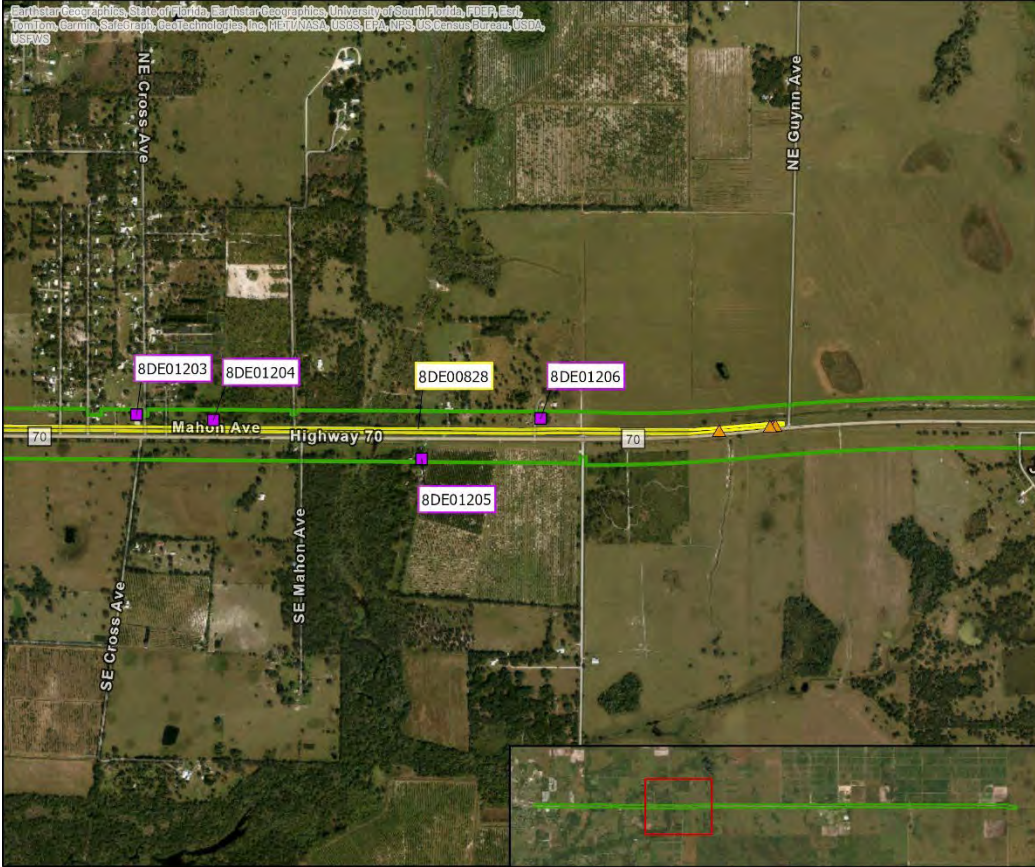 Earthstar Geographics, State of Florida, Earthstar Geographics, University of South Florida, FDEP, Esri,
TomTom, Garmin, SafeGraph, GeoTechnologies, Inc, METI/NASA, USGS, EPA, NPS, US Census Bureau, USDA,
USFWS
NE Cross Ave
NE Guynn Ave
8DE01203
8DE01204
8DE00828
8DE01206
70
Mahon Ave
Highway 70
70
8DE01205
SE Mahon Ave
SE Cross Ave